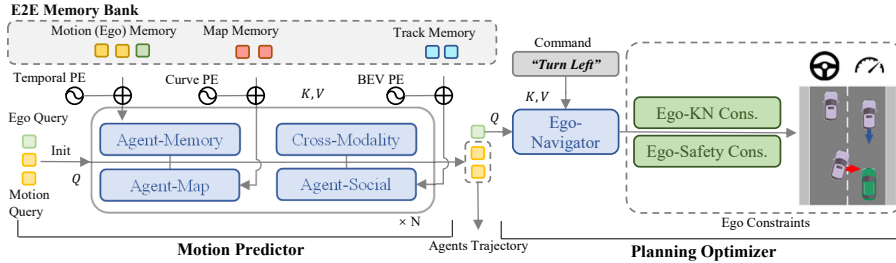 E2E Memory Bank
Motion (Ego) Memory
Map Memory
Track Memory
Temporal PE
Curve PE
K,V
BEV PE
Ego Query
Init
Q
Motion
Query
Agent-Memory
Cross-Modality
Agent-Map
Agent-Social
× N
Motion Predictor
Agents Trajectory
Command
"Turn Left"
K,V
Q
Ego-
Navigator
Ego-KN Cons.
Ego-Safety Cons.
Ego Constraints
Planning Optimizer